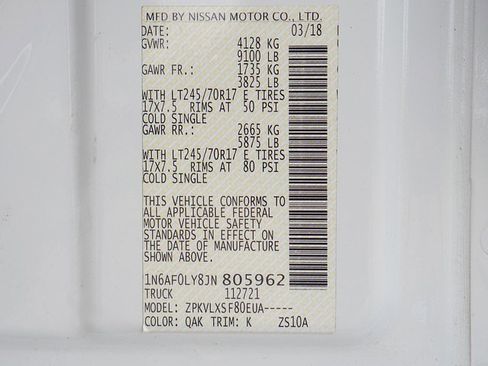 MFD BY NISSAN MOTOR CO., LTD.
DATE: 03/18
GVWR: 4128 KG
9100 LB
GAWR FR.: 1735 KG
3825 LB
WITH LT245/70R17 E TIRES
17x7.5 RIMS AT 50 PSI
COLD SINGLE
GAWR RR.: 2665 KG
5875 LB
WITH LT245/70R17 E TIRES
17x7.5 RIMS AT 80 PSI
COLD SINGLE
THIS VEHICLE CONFORMS TO
ALL APPLICABLE FEDERAL
MOTOR VEHICLE SAFETY
STANDARDS IN EFFECT ON
THE DATE OF MANUFACTURE
SHOWN ABOVE.
1N6AF0LY8JN 805962
TRUCK 112721
MODEL: ZPKVLXSF80EUA-----
COLOR: QAK TRIM: K ZS10A